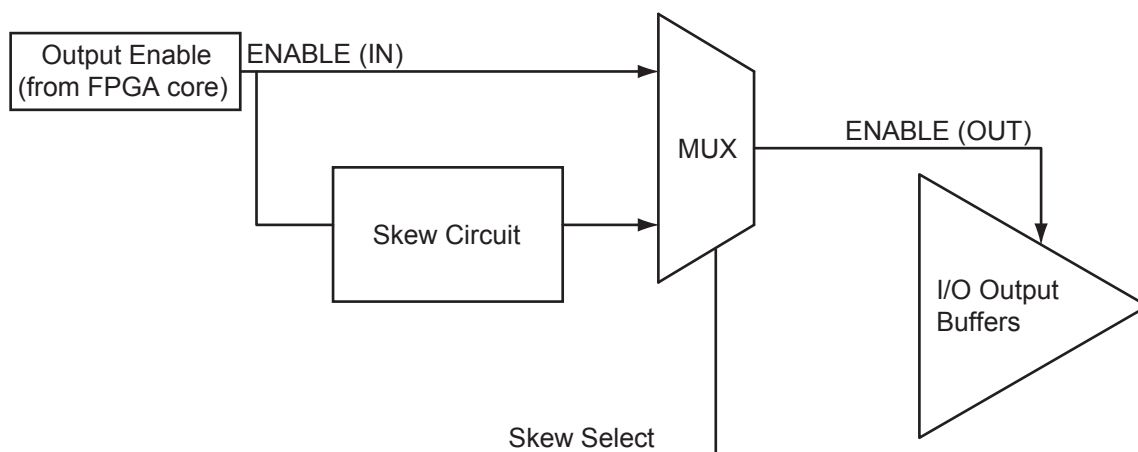 Output Enable
(from FPGA core)
ENABLE (IN)
MUX
ENABLE (OUT)
Skew Circuit
I/O Output
Buffers
Skew Select